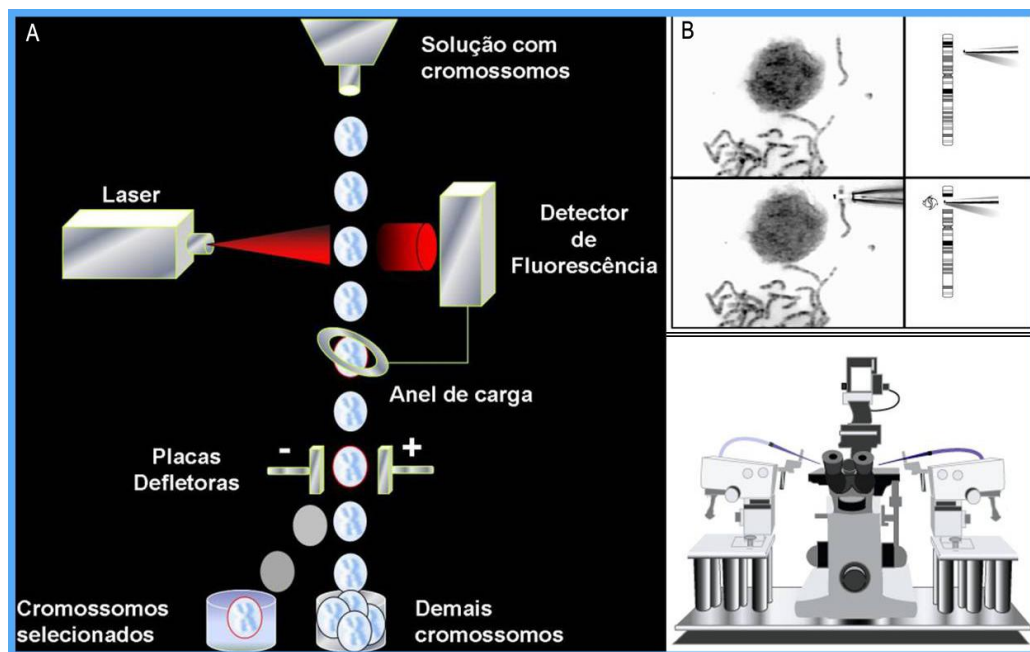 A
Solução com
cromossomos
Laser
Detector
de
Fluorescência
Anel de carga
Placas
Defletoras
- +
Cromossomos
selecionados
Demais
cromossomos
B